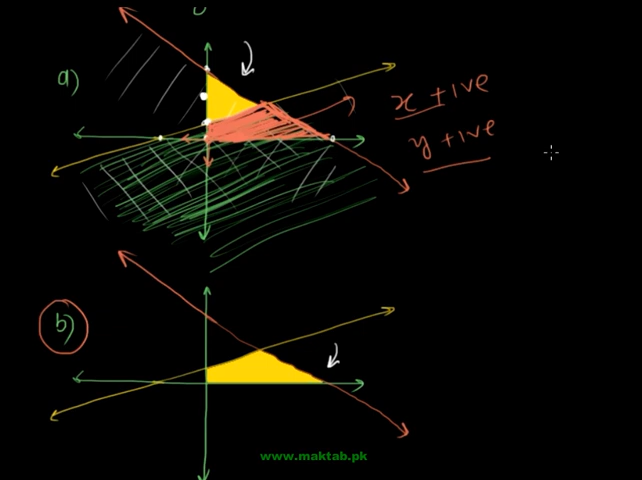 a)
x +ive
y +ive
b)
www.maktab.pk